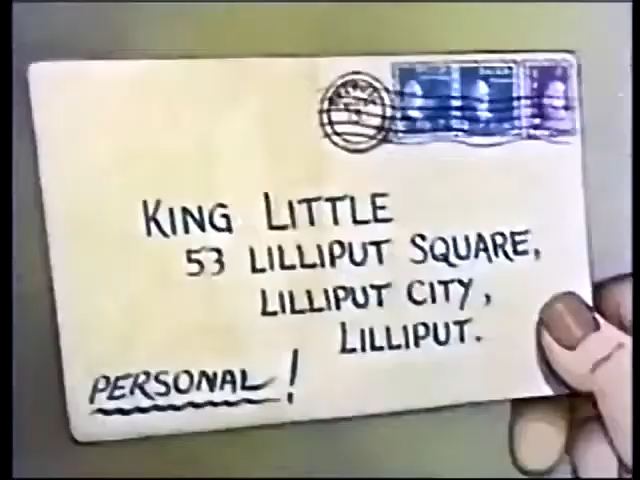 KING LITTLE
53 LILLIPUT SQUARE,
LILLIPUT CITY,
LILLIPUT.
PERSONAL!